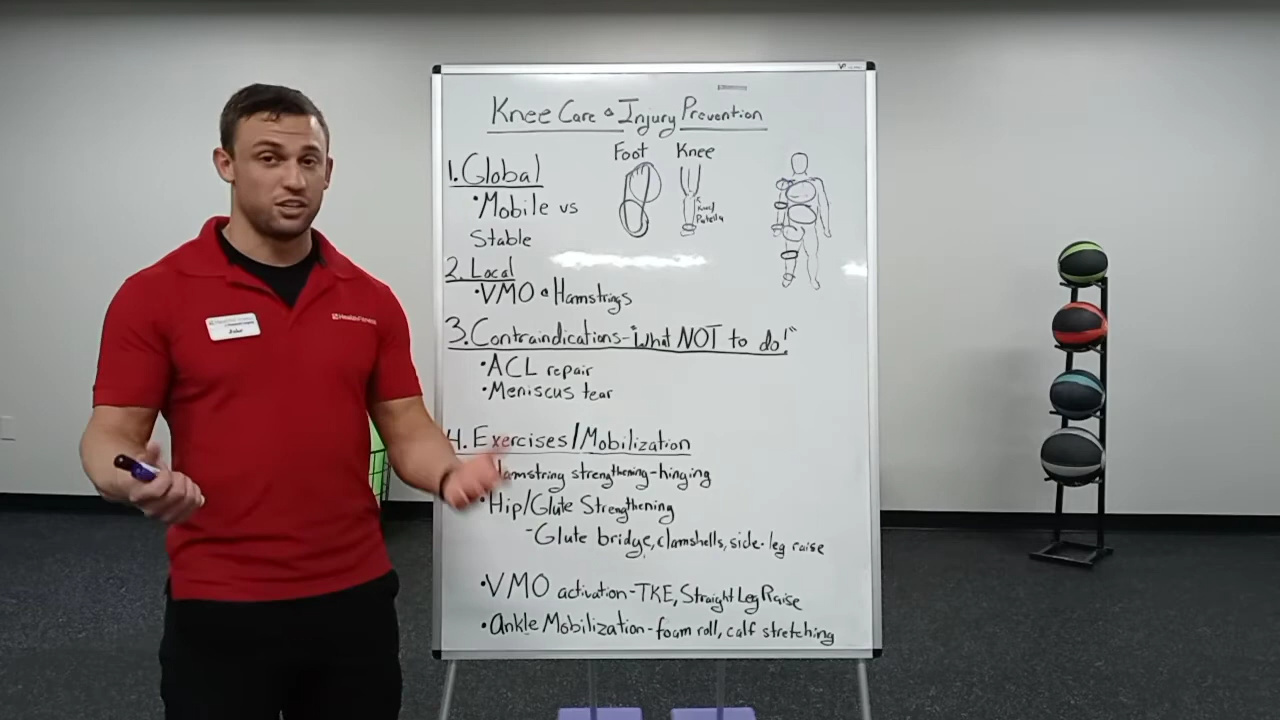 Knee Care & Injury Prevention
Foot Knee
1. Global
• Mobile vs
Stable
Patella
2. Local
• VMO & Hamstrings
3. Contraindications - "What NOT to do!"
• ACL repair
• Meniscus tear
4. Exercises/Mobilization
Hamstring strengthening - hinging
• Hip/Glute Strengthening
- Glute bridge, clamshells, side-leg raise
• VMO activation - TKE, Straight Leg Raise
• Ankle Mobilization - foam roll, calf stretching
HealthFitness